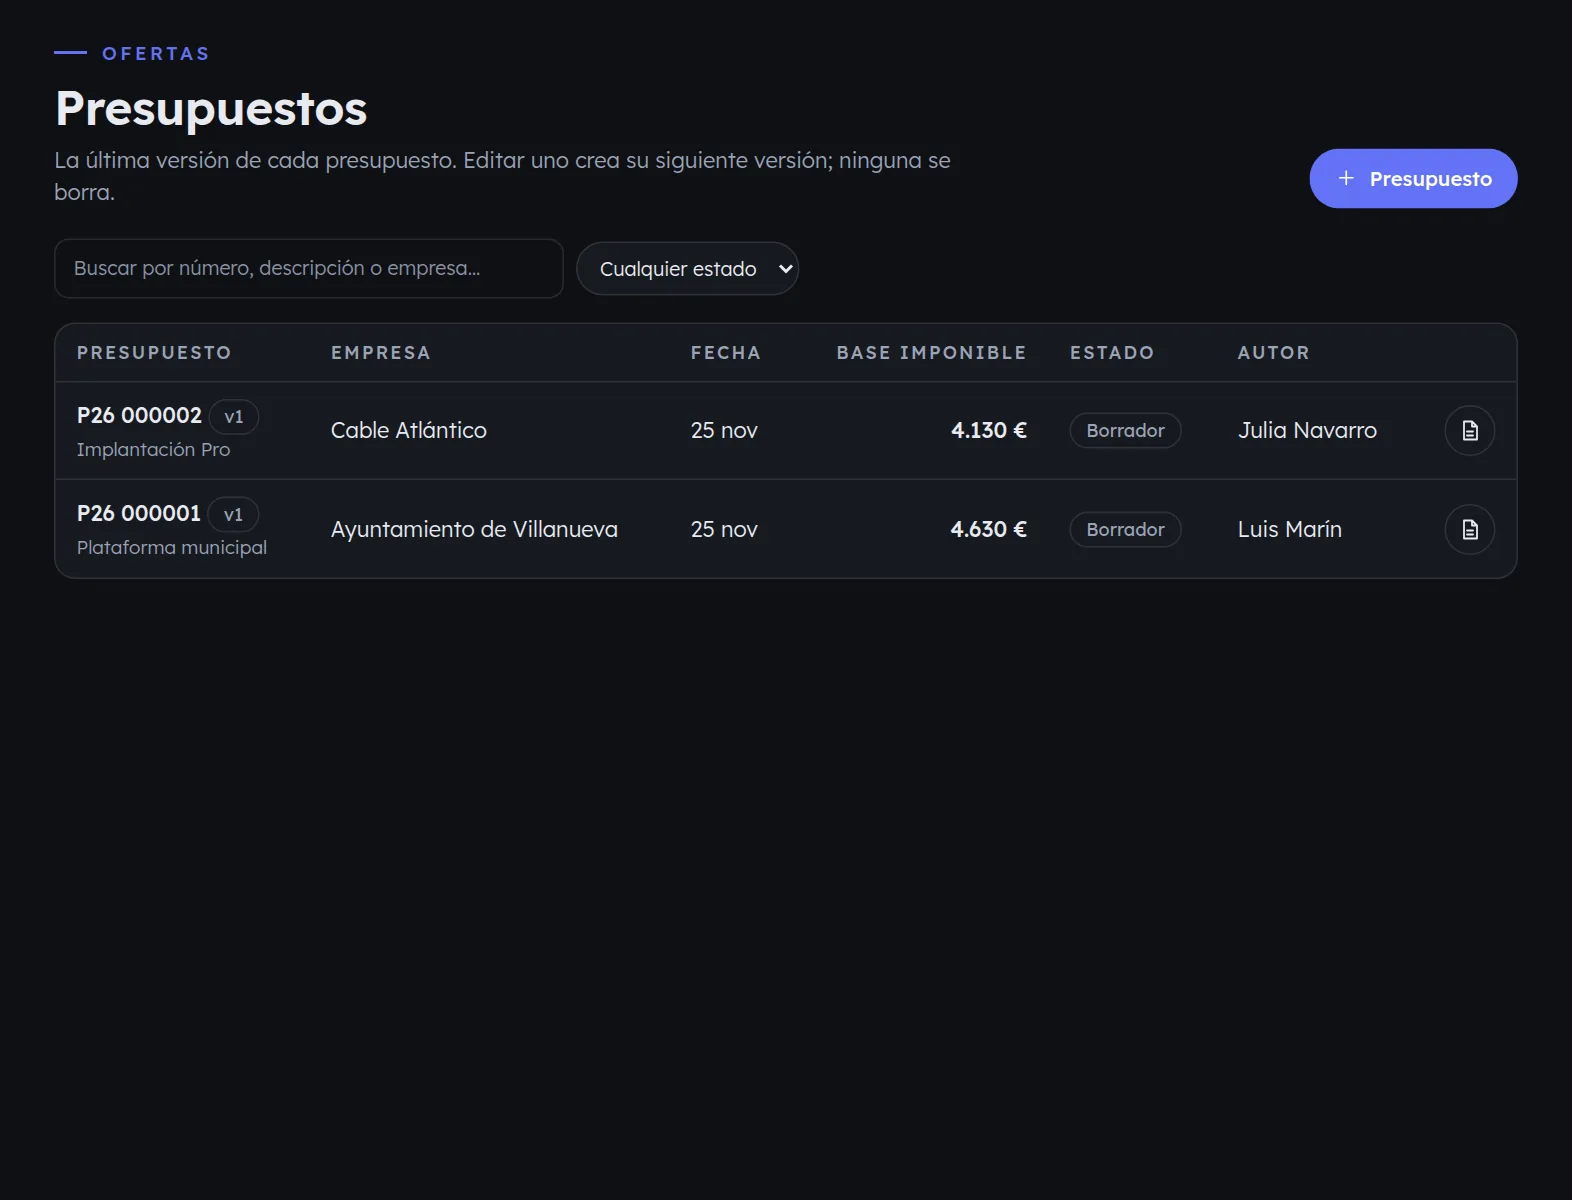 OFERTAS
Presupuestos
La última versión de cada presupuesto. Editar uno crea su siguiente versión; ninguna se
borra.
+ Presupuesto
Buscar por número, descripción o empresa...
Cualquier estado
PRESUPUESTO EMPRESA FECHA BASE IMPONIBLE ESTADO AUTOR
P26 000002 v1 Cable Atlántico 25 nov 4.130 € Borrador Julia Navarro
Implantación Pro
P26 000001 v1 Ayuntamiento de Villanueva 25 nov 4.630 € Borrador Luis Marín
Plataforma municipal